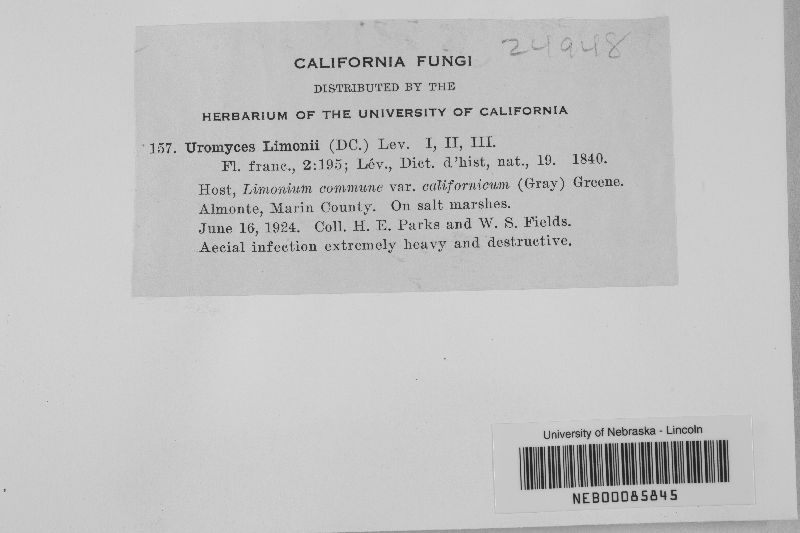 24948
CALIFORNIA FUNGI
DISTRIBUTED BY THE
HERBARIUM OF THE UNIVERSITY OF CALIFORNIA
157. Uromyces Limonii (DC.) Lev. I, II, III.
Fl. franc., 2:195; Lév., Dict. d'hist, nat., 19. 1840.
Host, Limonium commune var. californicum (Gray) Greene.
Almonte, Marin County. On salt marshes.
June 16, 1924. Coll. H. E. Parks and W. S. Fields.
Aecial infection extremely heavy and destructive.
University of Nebraska - Lincoln
NEB00085845